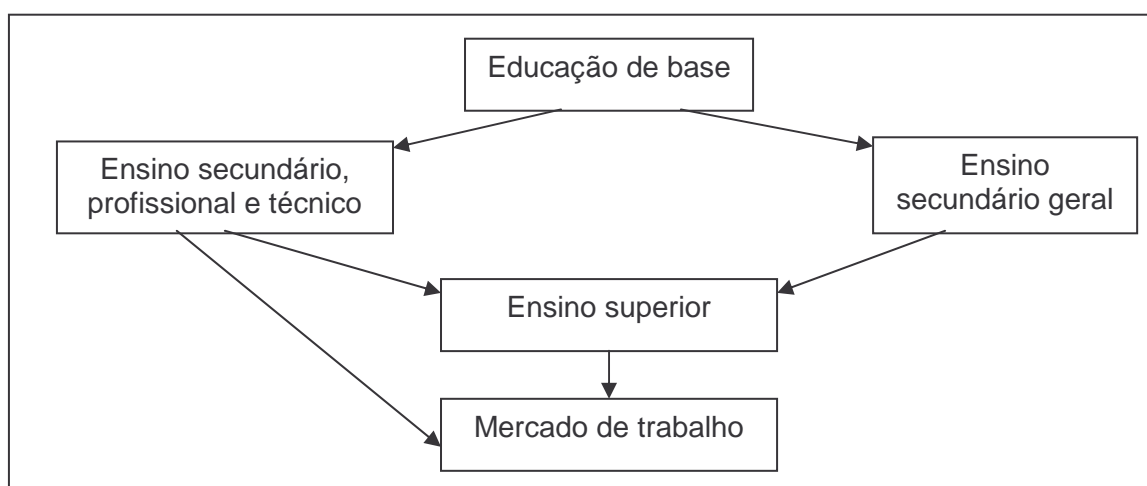 Educação de base
Ensino secundário,
profissional e técnico
Ensino
secundário geral
Ensino superior
Mercado de trabalho